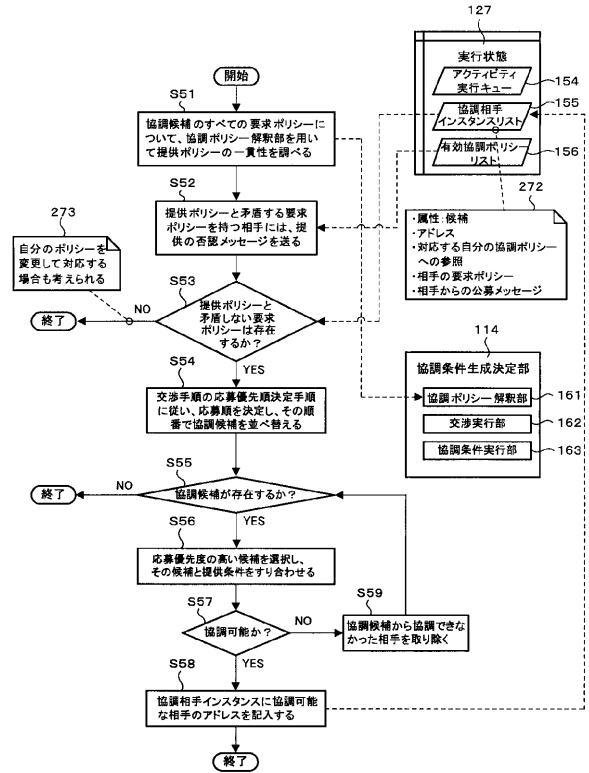 127
実行状態
アクティビティ
実行キュー
154
協調相手
インスタンスリスト
155
有効協調ポリシー
リスト
156
開始
S51
協調候補のすべての要求ポリシーにつ
いて、協調ポリシー解釈部を用い
て提供ポリシーの一貫性を調べる
S52
提供ポリシーと矛盾する要求
ポリシーを持つ相手には、提
供の否認メッセージを送る
272
・属性:候補
・アドレス
・対応する自分の協調ポリシー
への参照
・相手の要求ポリシー
・相手からの公募メッセージ
273
自分のポリシーを
変更して対応する
場合も考えられる
S53
提供ポリシーと
矛盾しない要求
ポリシーは存在
するか?
NO
終了
YES
S54
交渉手順の応募優先順決定手順
に従い、応募順を決定し、その順
番で協調候補を並べ替える
114
協調条件生成決定部
協調ポリシー解釈部
161
交渉実行部
162
協調条件実行部
163
S55
協調候補が存在するか?
NO
終了
YES
S56
応募優先度の高い候補を選択し、
その候補と提供条件をすり合わせる
S57
協調可能か?
NO
S59
協調候補から協調できな
かった相手を取り除く
YES
S58
協調相手インスタンスに協調可能
な相手のアドレスを記入する
終了